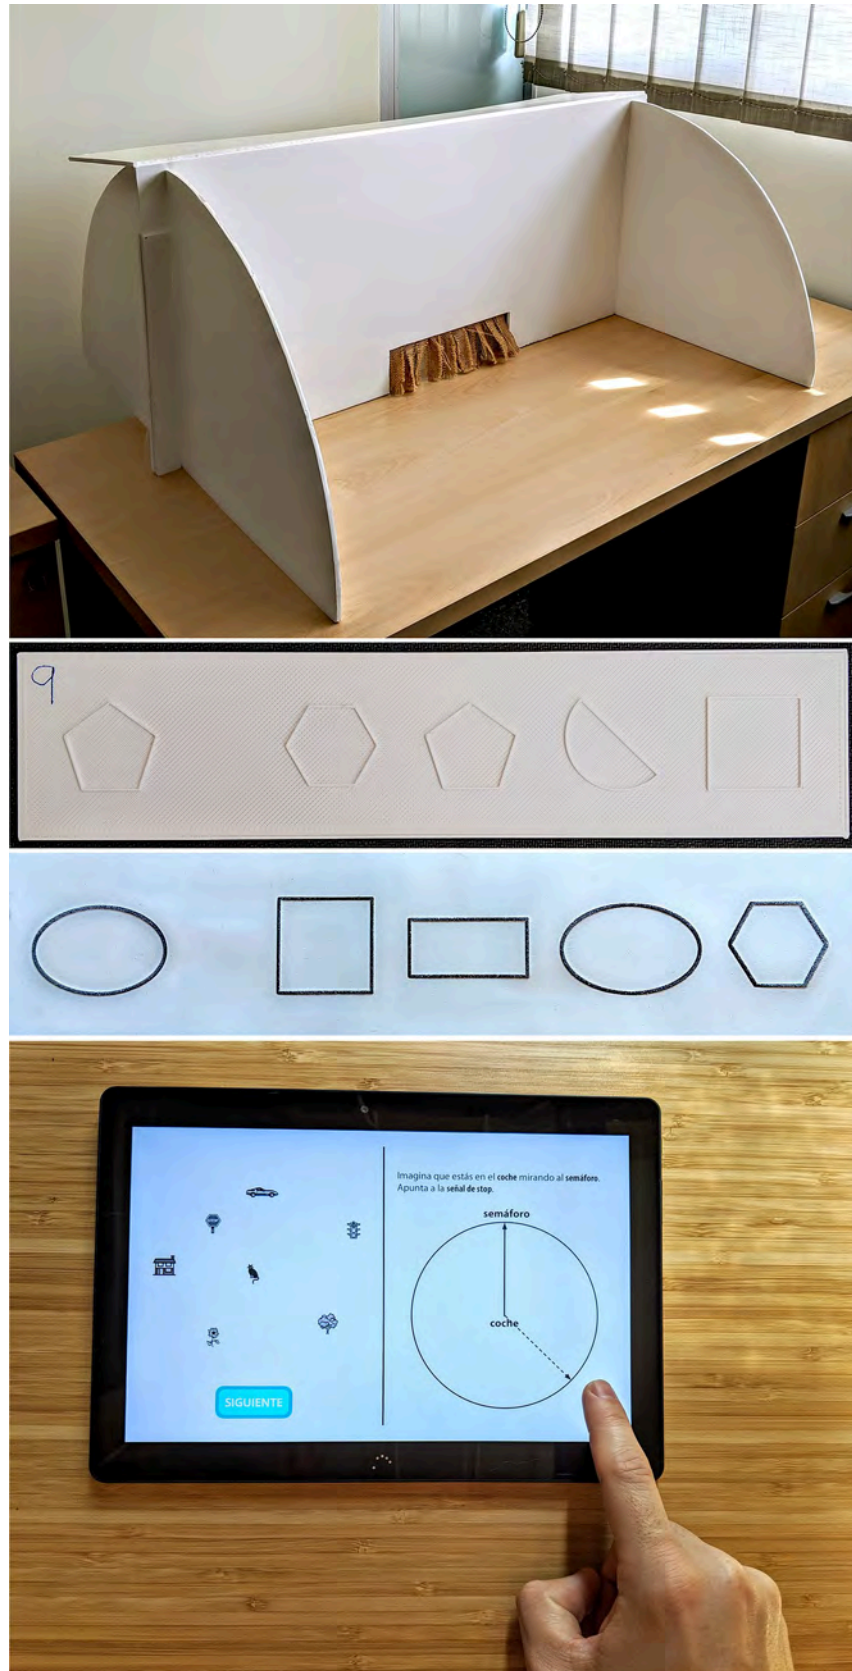 9
Imagina que estás en el coche mirando al semáforo.
Apunta a la señal de stop.
semáforo
coche
SIGUIENTE